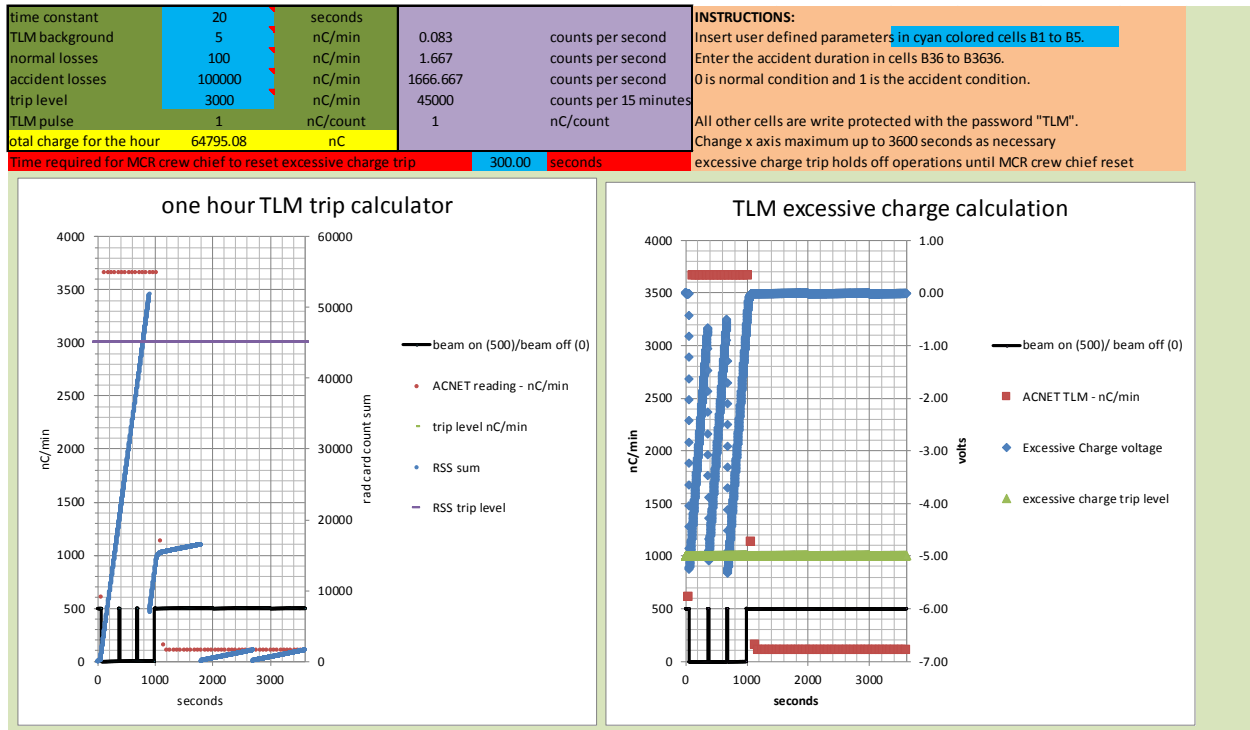 time constant 20 seconds
TLM background 5 nC/min 0.083 counts per second
normal losses 100 nC/min 1.667 counts per second
accident losses 100000 nC/min 1666.667 counts per second
trip level 3000 nC/min 45000 counts per 15 minutes
TLM pulse 1 nC/count 1 nC/count
otal charge for the hour 64795.08 nC
Time required for MCR crew chief to reset excessive charge trip 300.00 seconds
INSTRUCTIONS:
Insert user defined parameters in cyan colored cells B1 to B5.
Enter the accident duration in cells B36 to B3636.
0 is normal condition and 1 is the accident condition.
All other cells are write protected with the password "TLM".
Change x axis maximum up to 3600 seconds as necessary
excessive charge trip holds off operations until MCR crew chief reset
one hour TLM trip calculator
4000
3500
3000
2500
2000
1500
1000
500
0
nC/min
60000
50000
40000
30000
20000
10000
0
rad card count sum
0 1000 2000 3000
seconds
beam on (500)/beam off (0)
ACNET reading - nC/min
trip level nC/min
RSS sum
RSS trip level
TLM excessive charge calculation
4000
3500
3000
2500
2000
1500
1000
500
0
nC/min
1.00
0.00
-1.00
-2.00
-3.00
-4.00
-5.00
-6.00
-7.00
volts
0 1000 2000 3000
seconds
beam on (500)/ beam off (0)
ACNET TLM - nC/min
Excessive Charge voltage
excessive charge trip level